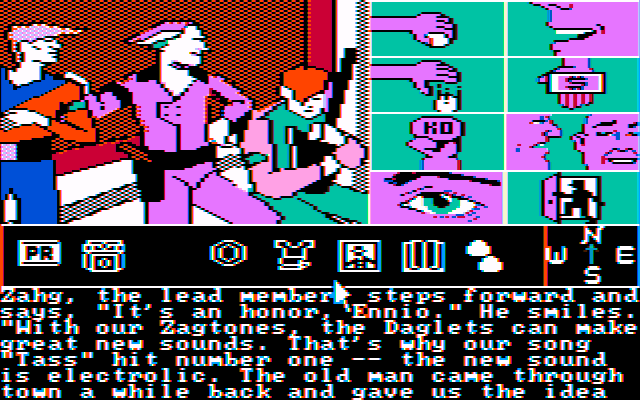 S
KO
PR
N
W E
S
Zahg, the lead member, steps forward and
says, "It's an honor, Ennio." He smiles.
"With our Zagtones, the Daglets can make
great new sounds. That's why our song
"Tass" hit number one -- the new sound
is electrolic. The old man came through
town a while back and gave us the idea